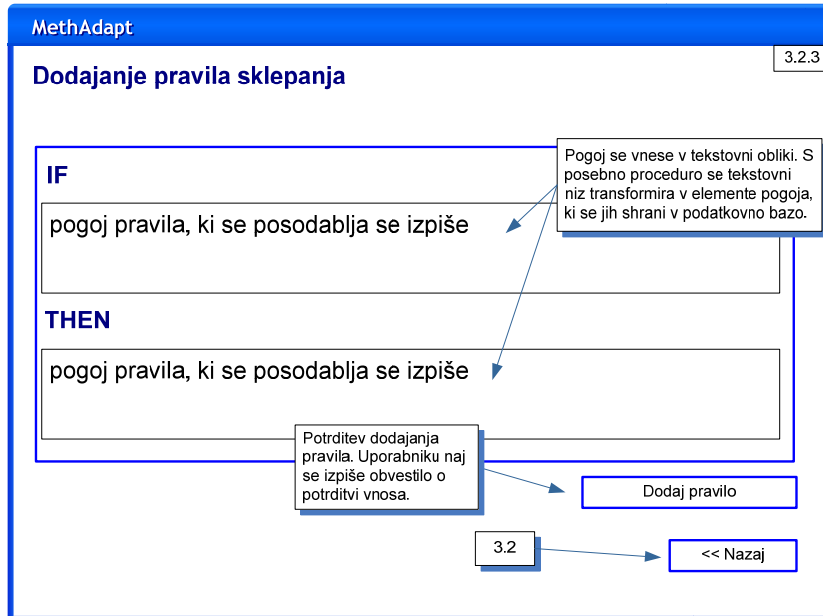 MethAdapt
3.2.3
Dodajanje pravila sklepanja
Pogoj se vnese v tekstovni obliki. S
posebno proceduro se tekstovni
niz transformira v elemente pogoja,
ki se jih shrani v podatkovno bazo.
IF
pogoj pravila, ki se posodablja se izpiše
THEN
pogoj pravila, ki se posodablja se izpiše
Potrditev dodajanja
pravila. Uporabniku naj
se izpiše obvestilo o
potrditvi vnosa.
Dodaj pravilo
3.2
<< Nazaj